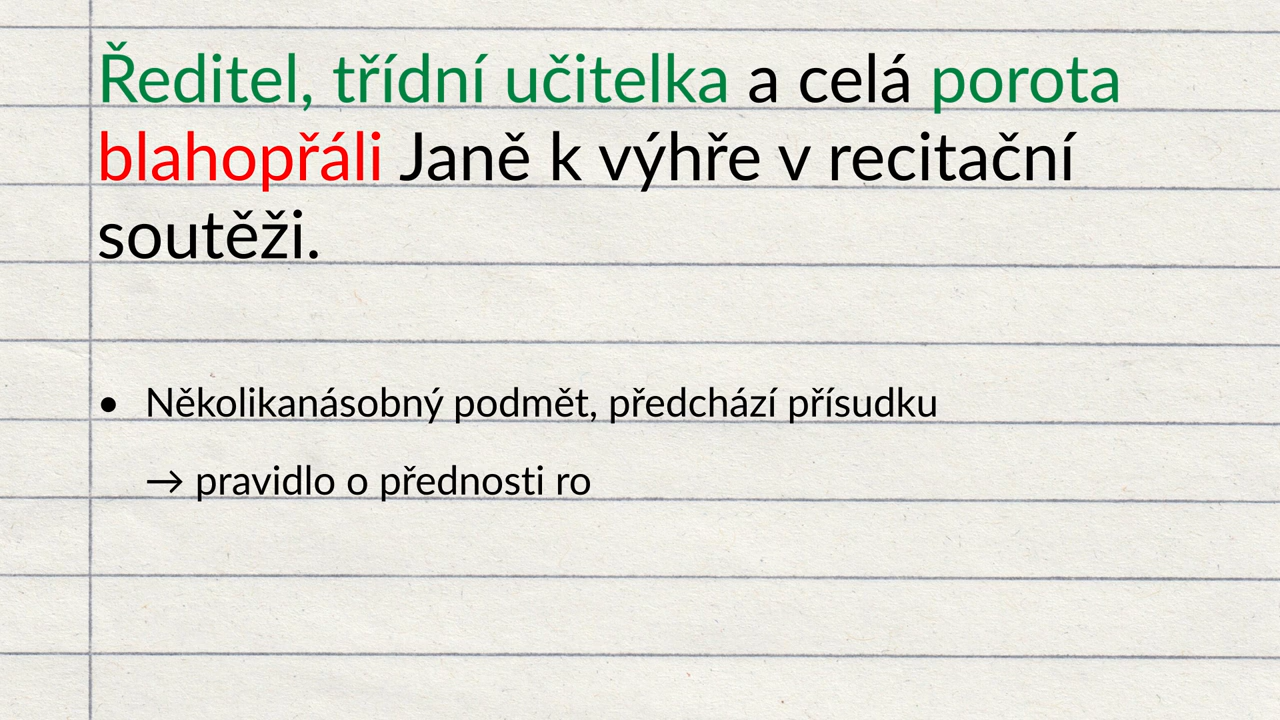 Ředitel, třídní učitelka a celá porota
blahopřáli Janě k výhře v recitační
soutěži.
• Několikanásobný podmět, předchází přísudku
→ pravidlo o přednosti ro